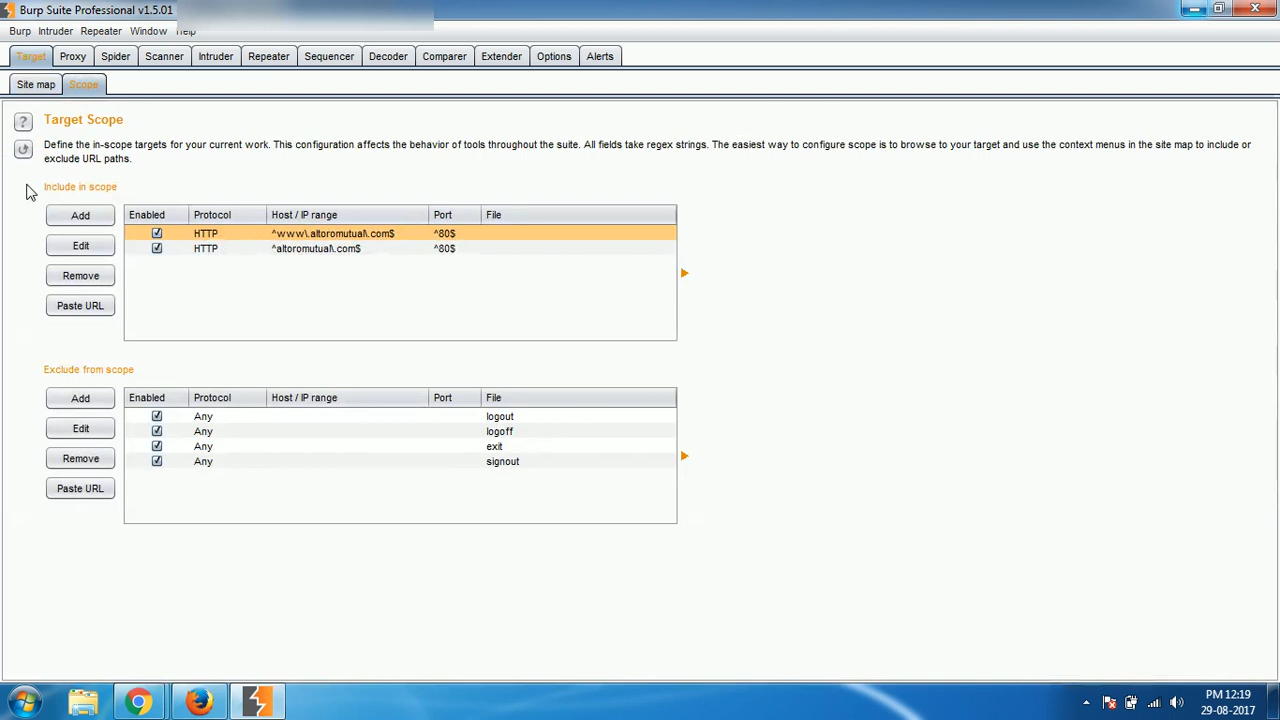 Burp Suite Professional v1.5.01
Burp Intruder Repeater Window Help
Target Proxy Spider Scanner Intruder Repeater Sequencer Decoder Comparer Extender Options Alerts
Site map Scope
? Target Scope
Define the in-scope targets for your current work. This configuration affects the behavior of tools throughout the suite. All fields take regex strings. The easiest way to configure scope is to browse to your target and use the context menus in the site map to include or
exclude URL paths.
Include in scope
Add Enabled Protocol Host / IP range Port File
HTTP ^www\.altoromutual\.com$ ^80$
Edit HTTP ^altoromutual\.com$ ^80$
Remove
Paste URL
Exclude from scope
Add Enabled Protocol Host / IP range Port File
Any logout
Edit Any logoff
Any exit
Remove Any signout
Paste URL
PM 12:19
29-08-2017